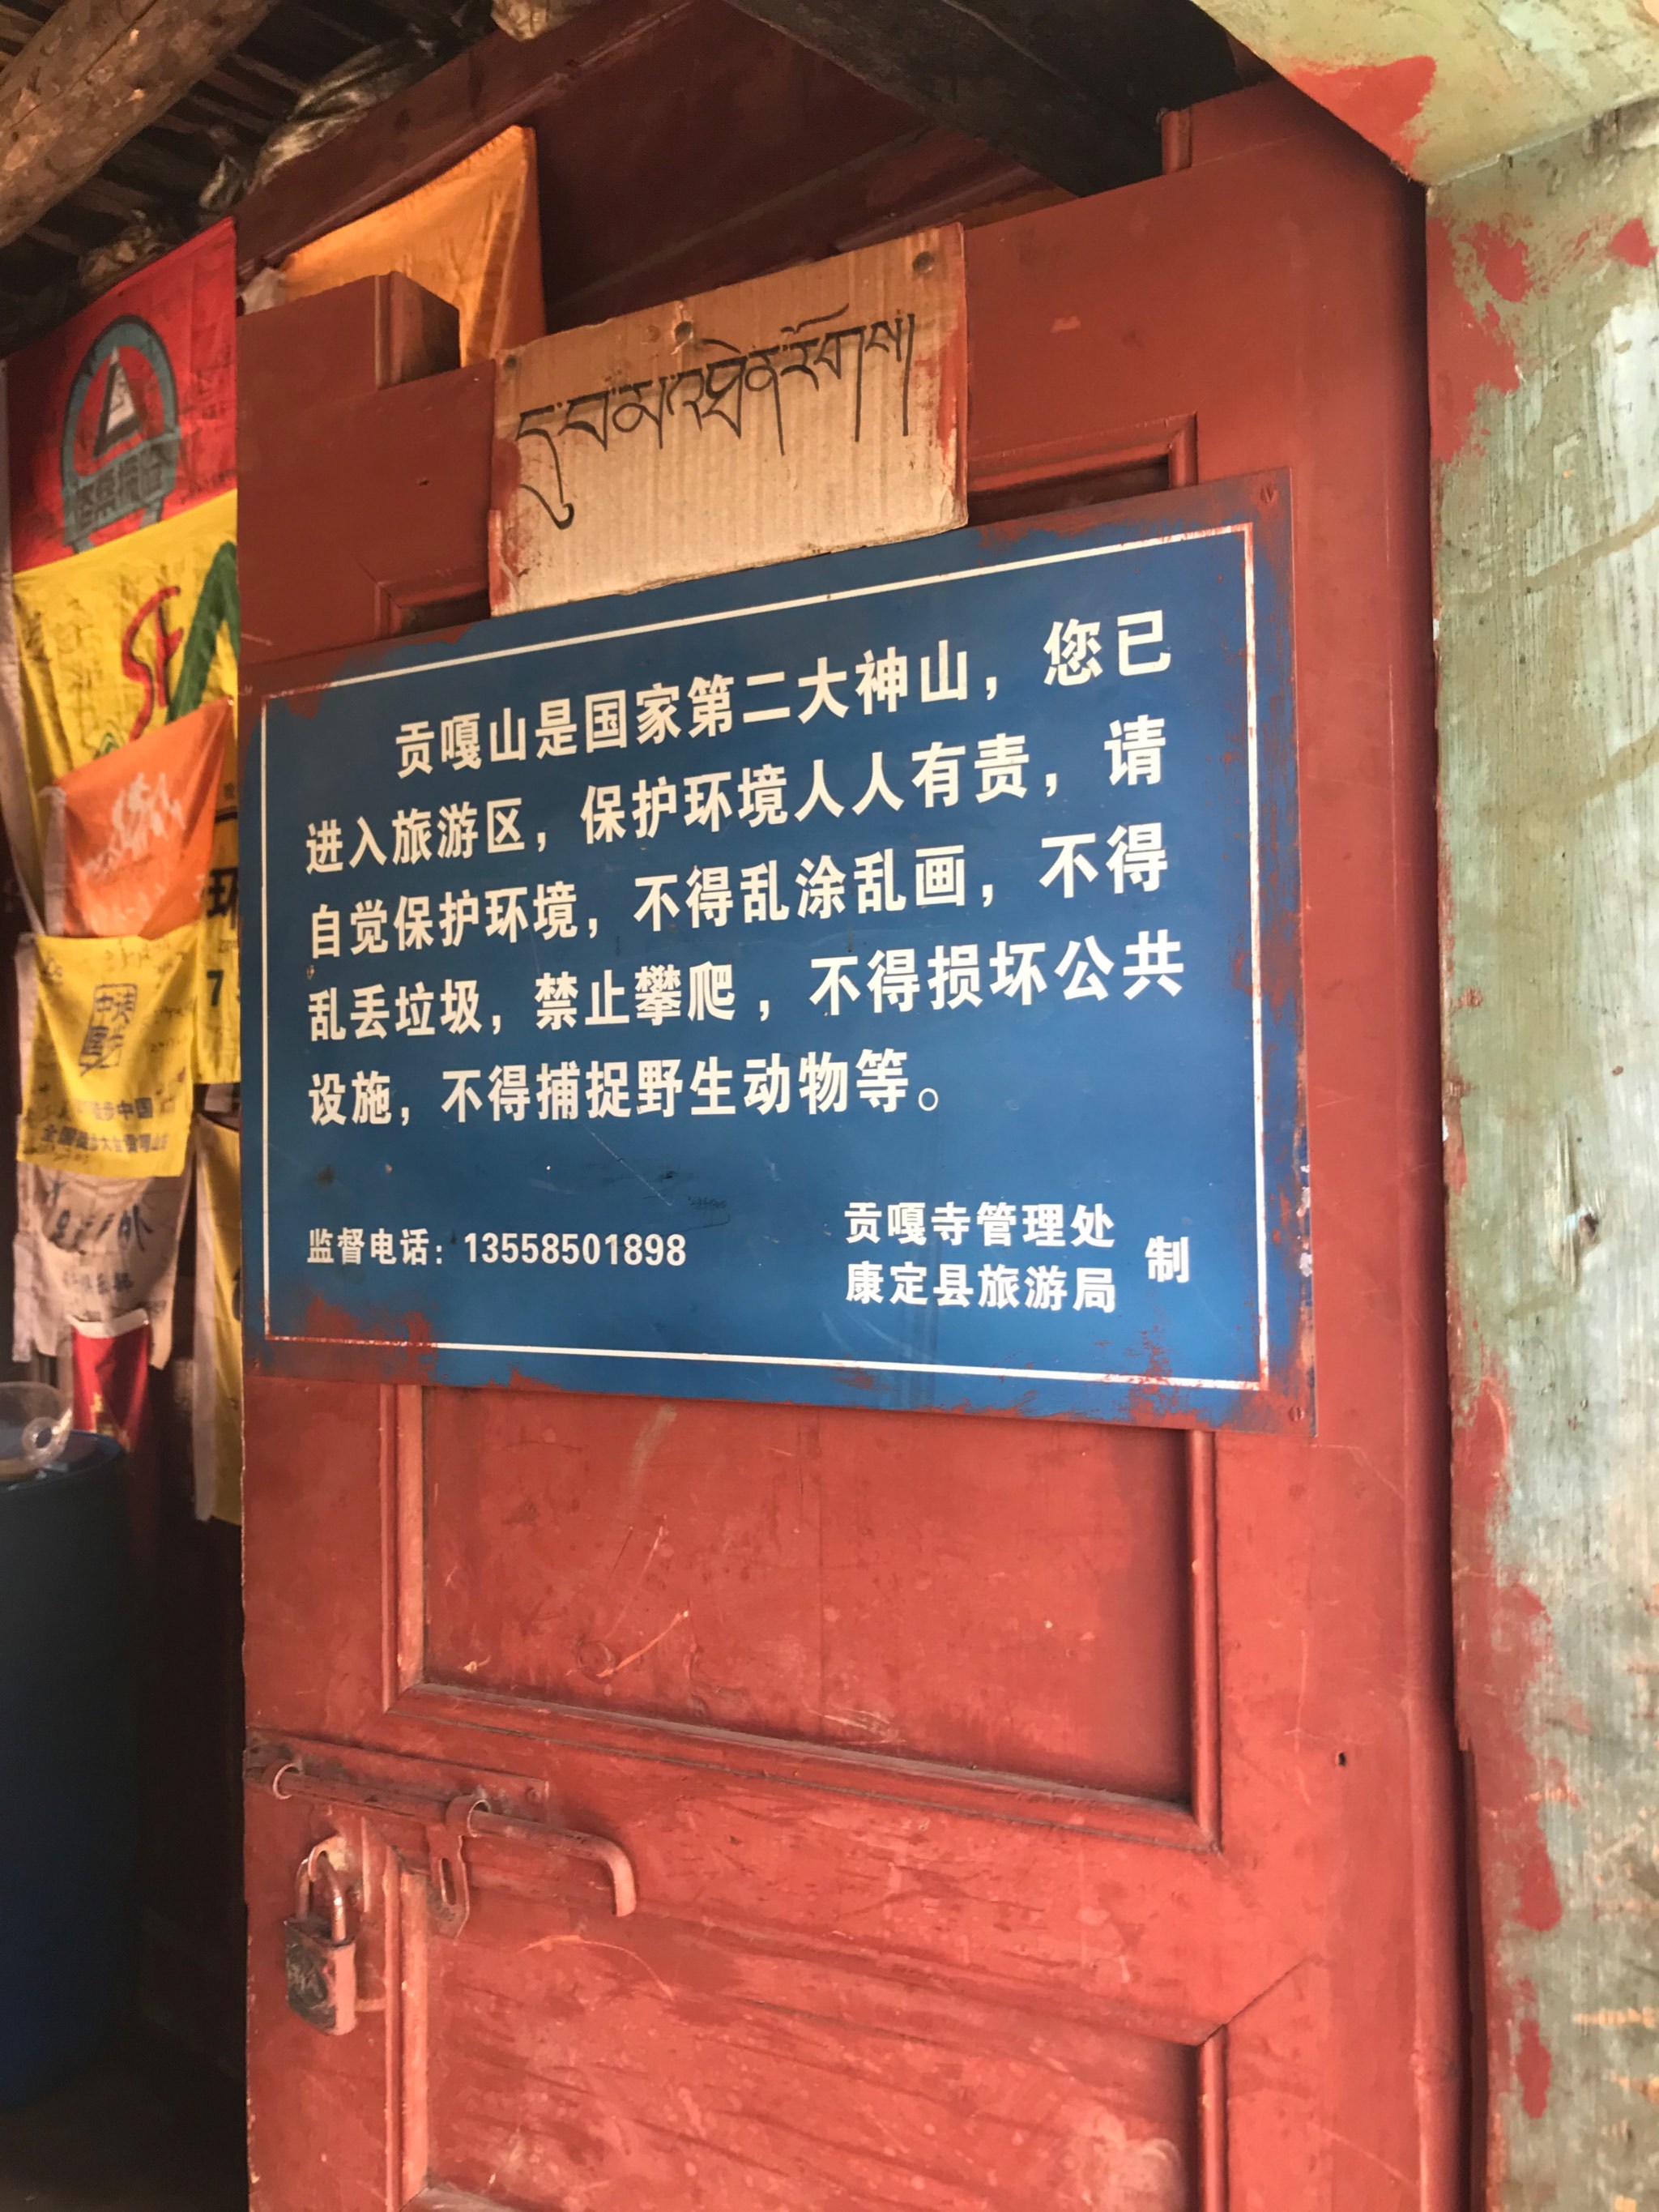 དུ་བ་མ་འཐེན་རོགས།
贡嘎山是国家第二大神山，您已
进入旅游区，保护环境人人有责，请
自觉保护环境，不得乱涂乱画，不得
乱丢垃圾，禁止攀爬，不得损坏公共
设施，不得捕捉野生动物等。
监督电话：13558501898
贡嘎寺管理处
康定县旅游局
制